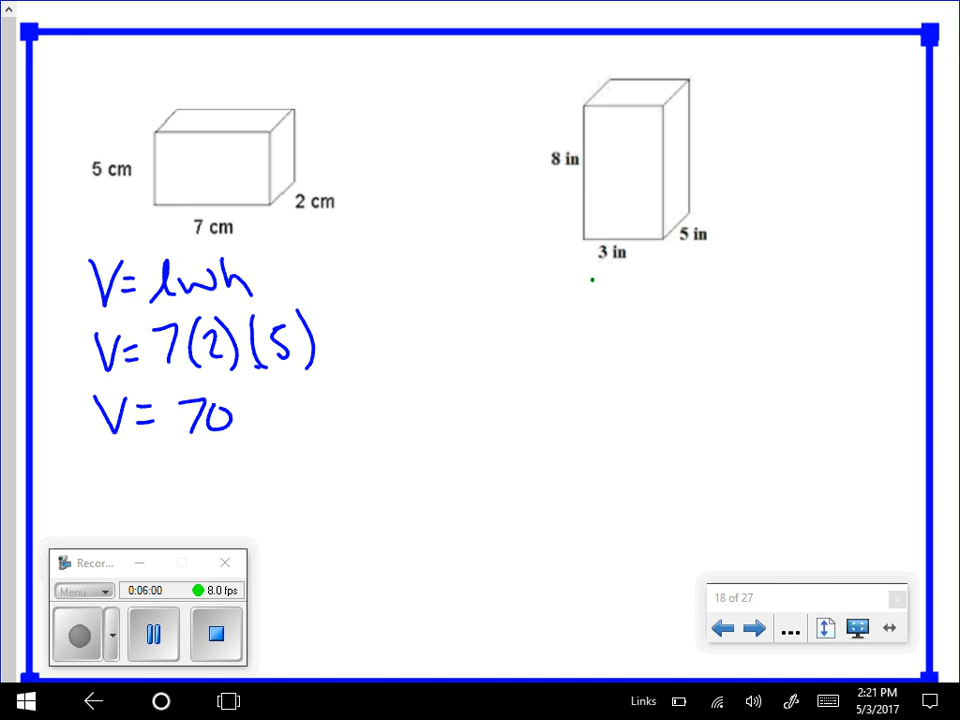 5 cm
2 cm
7 cm
V = lwh
V = 7(2)(5)
V = 70
8 in
5 in
3 in
Recor...
Menu
0:06:00
8.0 fps
18 of 27
...
Links
2:21 PM
5/3/2017